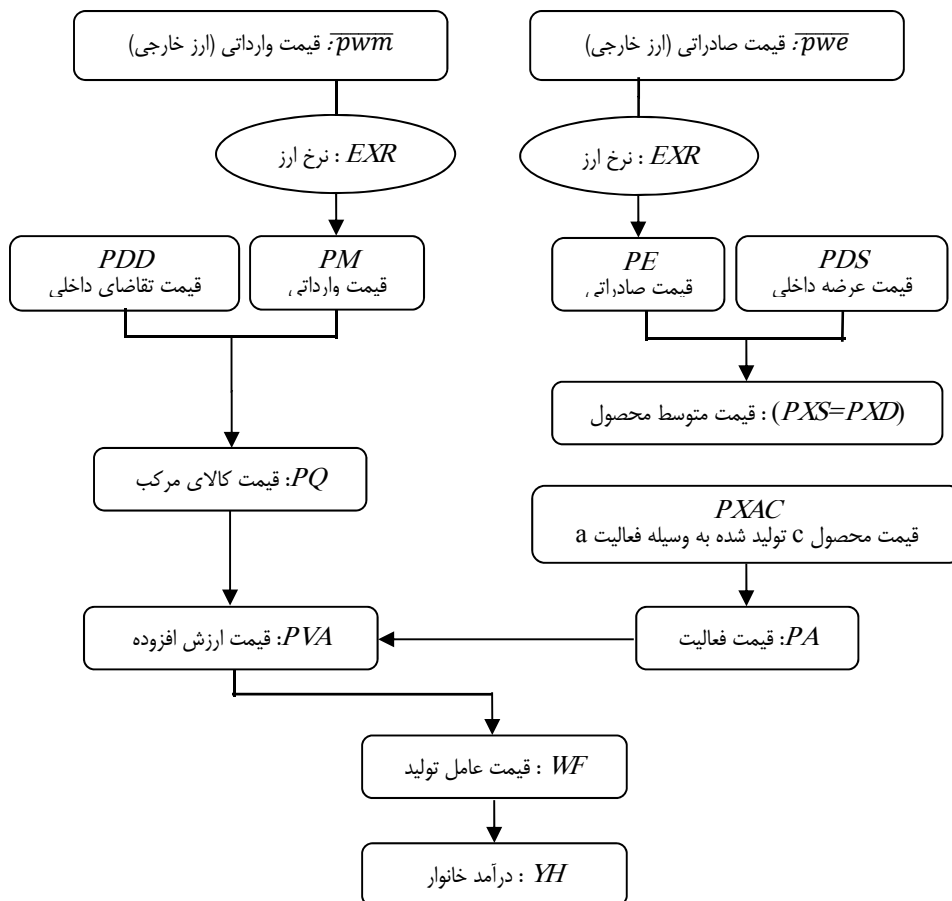 pwe: قیمت صادراتی (ارز خارجی)
pwm: قیمت وارداتی (ارز خارجی)
EXR : نرخ ارز
EXR : نرخ ارز
PDS
قیمت عرضه داخلی
PE
قیمت صادراتی
PM
قیمت وارداتی
PDD
قیمت تقاضای داخلی
(PXS=PXD) : قیمت متوسط محصول
PQ: قیمت کالای مرکب
PXAC
قیمت محصول c تولید شده به وسیله فعالیت a
PA: قیمت فعالیت
PVA: قیمت ارزش افزوده
WF : قیمت عامل تولید
YH : درآمد خانوار